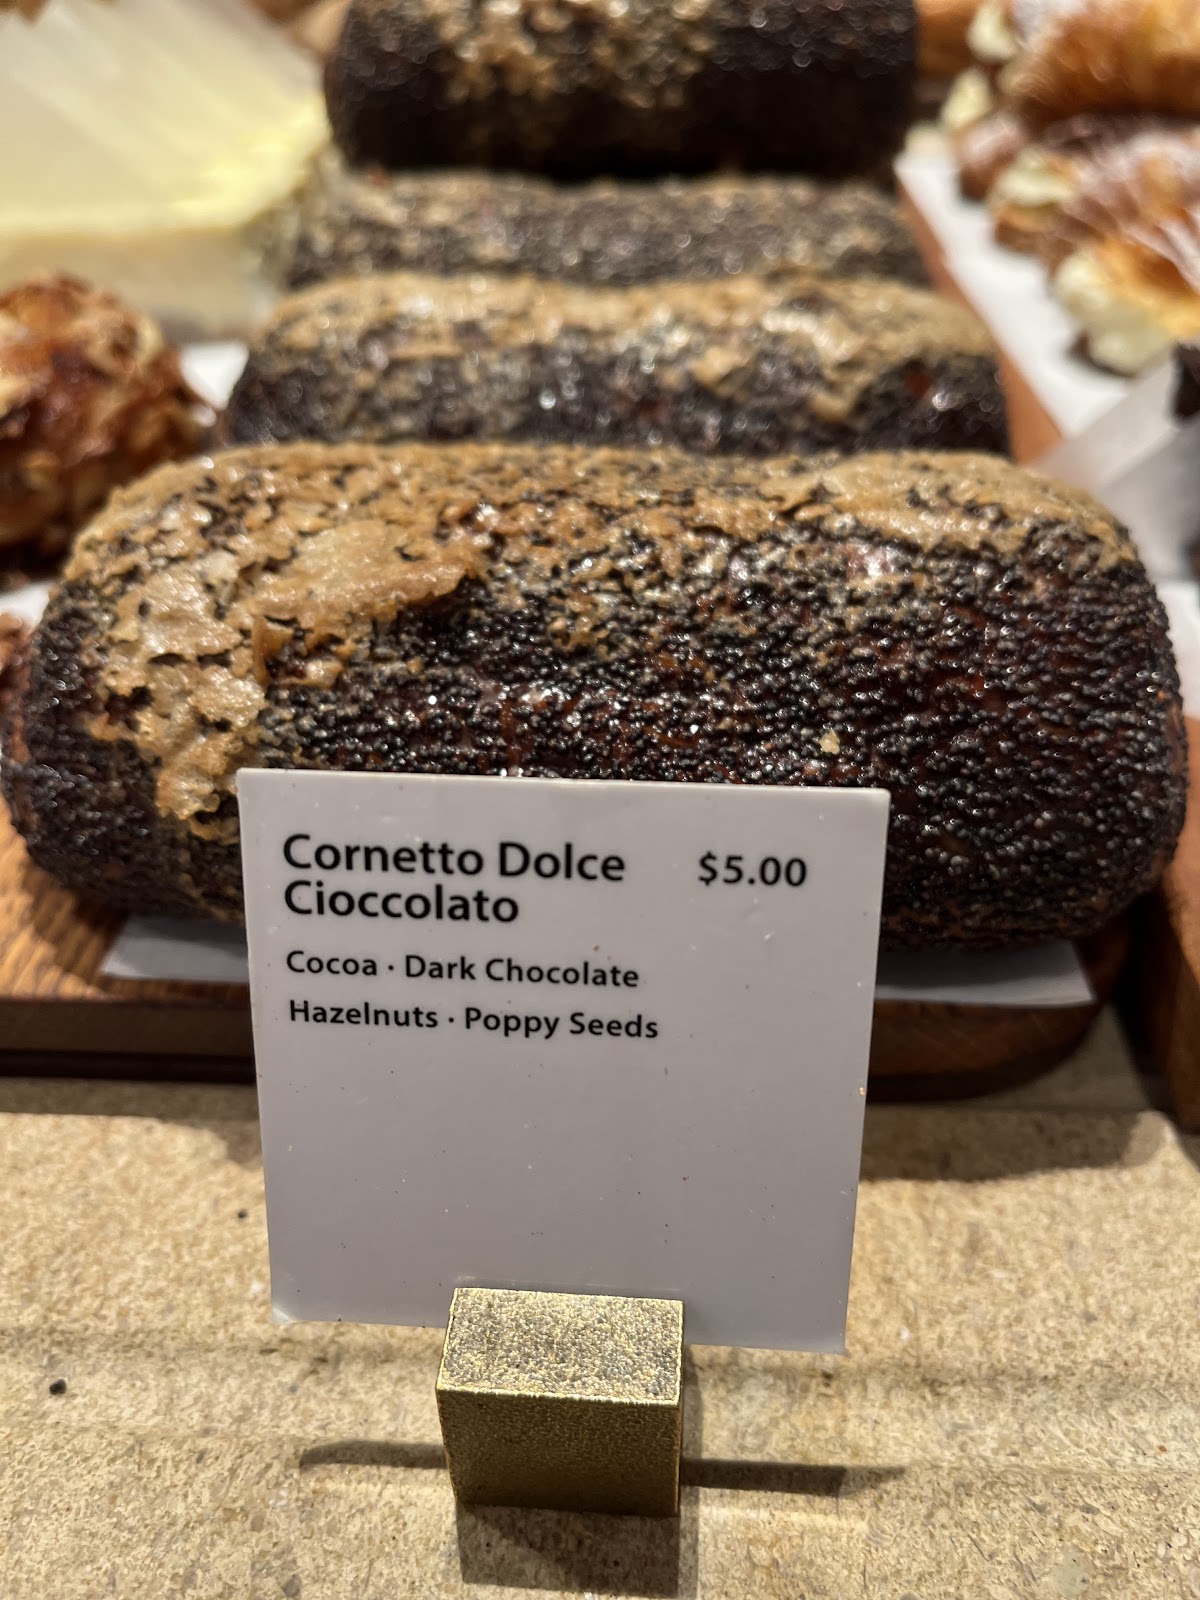 Cornetto Dolce $5.00
Cioccolato
Cocoa · Dark Chocolate
Hazelnuts · Poppy Seeds